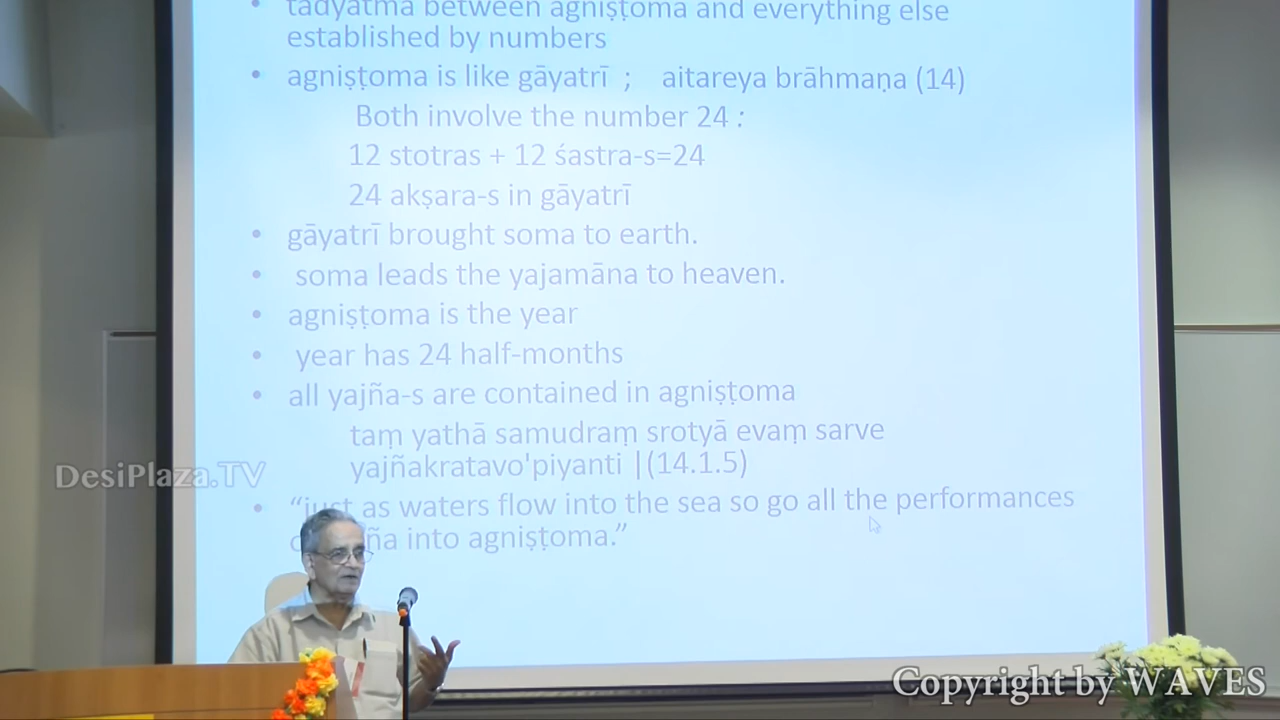 • tādyātma between agniṣṭoma and everything else
established by numbers
• agniṣṭoma is like gāyatrī ; aitareya brāhmaṇa (14)
Both involve the number 24 :
12 stotras + 12 śastra-s=24
24 akṣara-s in gāyatrī
• gāyatrī brought soma to earth.
• soma leads the yajamāna to heaven.
• agniṣṭoma is the year
• year has 24 half-months
• all yajña-s are contained in agniṣṭoma
taṃ yathā samudraṃ srotyā evaṃ sarve
yajñakratavo'piyanti |(14.1.5)
DesiPlaza.TV
• “just as waters flow into the sea so go all the performances
into agniṣṭoma.”
Copyright by WAVES